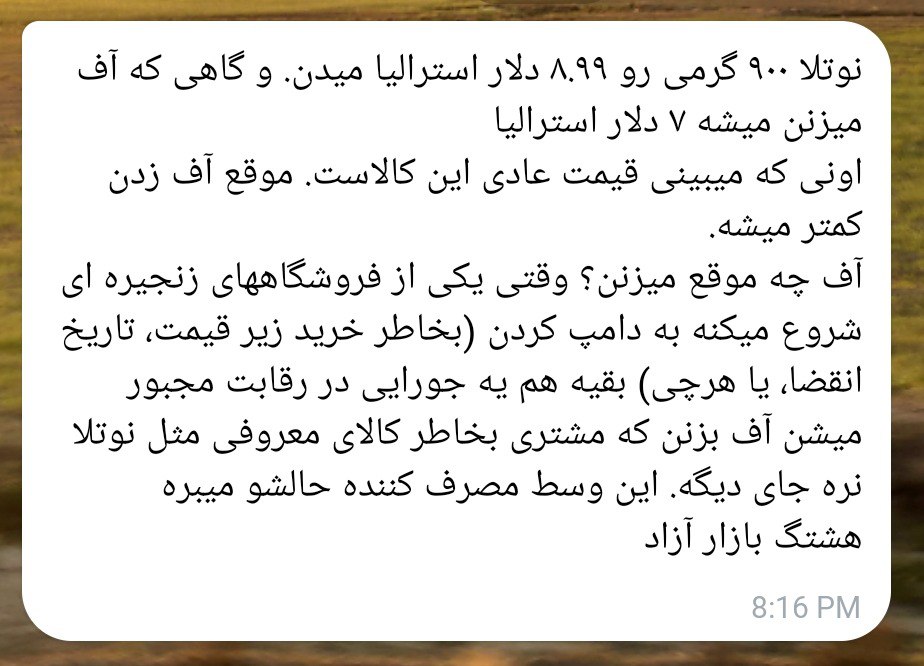 نوتلا ۹۰۰ گرمی رو ۸.۹۹ دلار استرالیا میدن. و گاهی که آف
میزنن میشه ۷ دلار استرالیا
اونی که میبینی قیمت عادی این کالاست. موقع آف زدن
کمتر میشه.
آف چه موقع میزنن؟ وقتی یکی از فروشگاههای زنجیره ای
شروع میکنه به دامپ کردن (بخاطر خرید زیر قیمت، تاریخ
انقضا، یا هرچی) بقیه هم یه جورایی در رقابت مجبور
میشن آف بزنن که مشتری بخاطر کالای معروفی مثل نوتلا
نره جای دیگه. این وسط مصرف کننده حالشو میبره
هشتگ بازار آزاد
8:16 PM